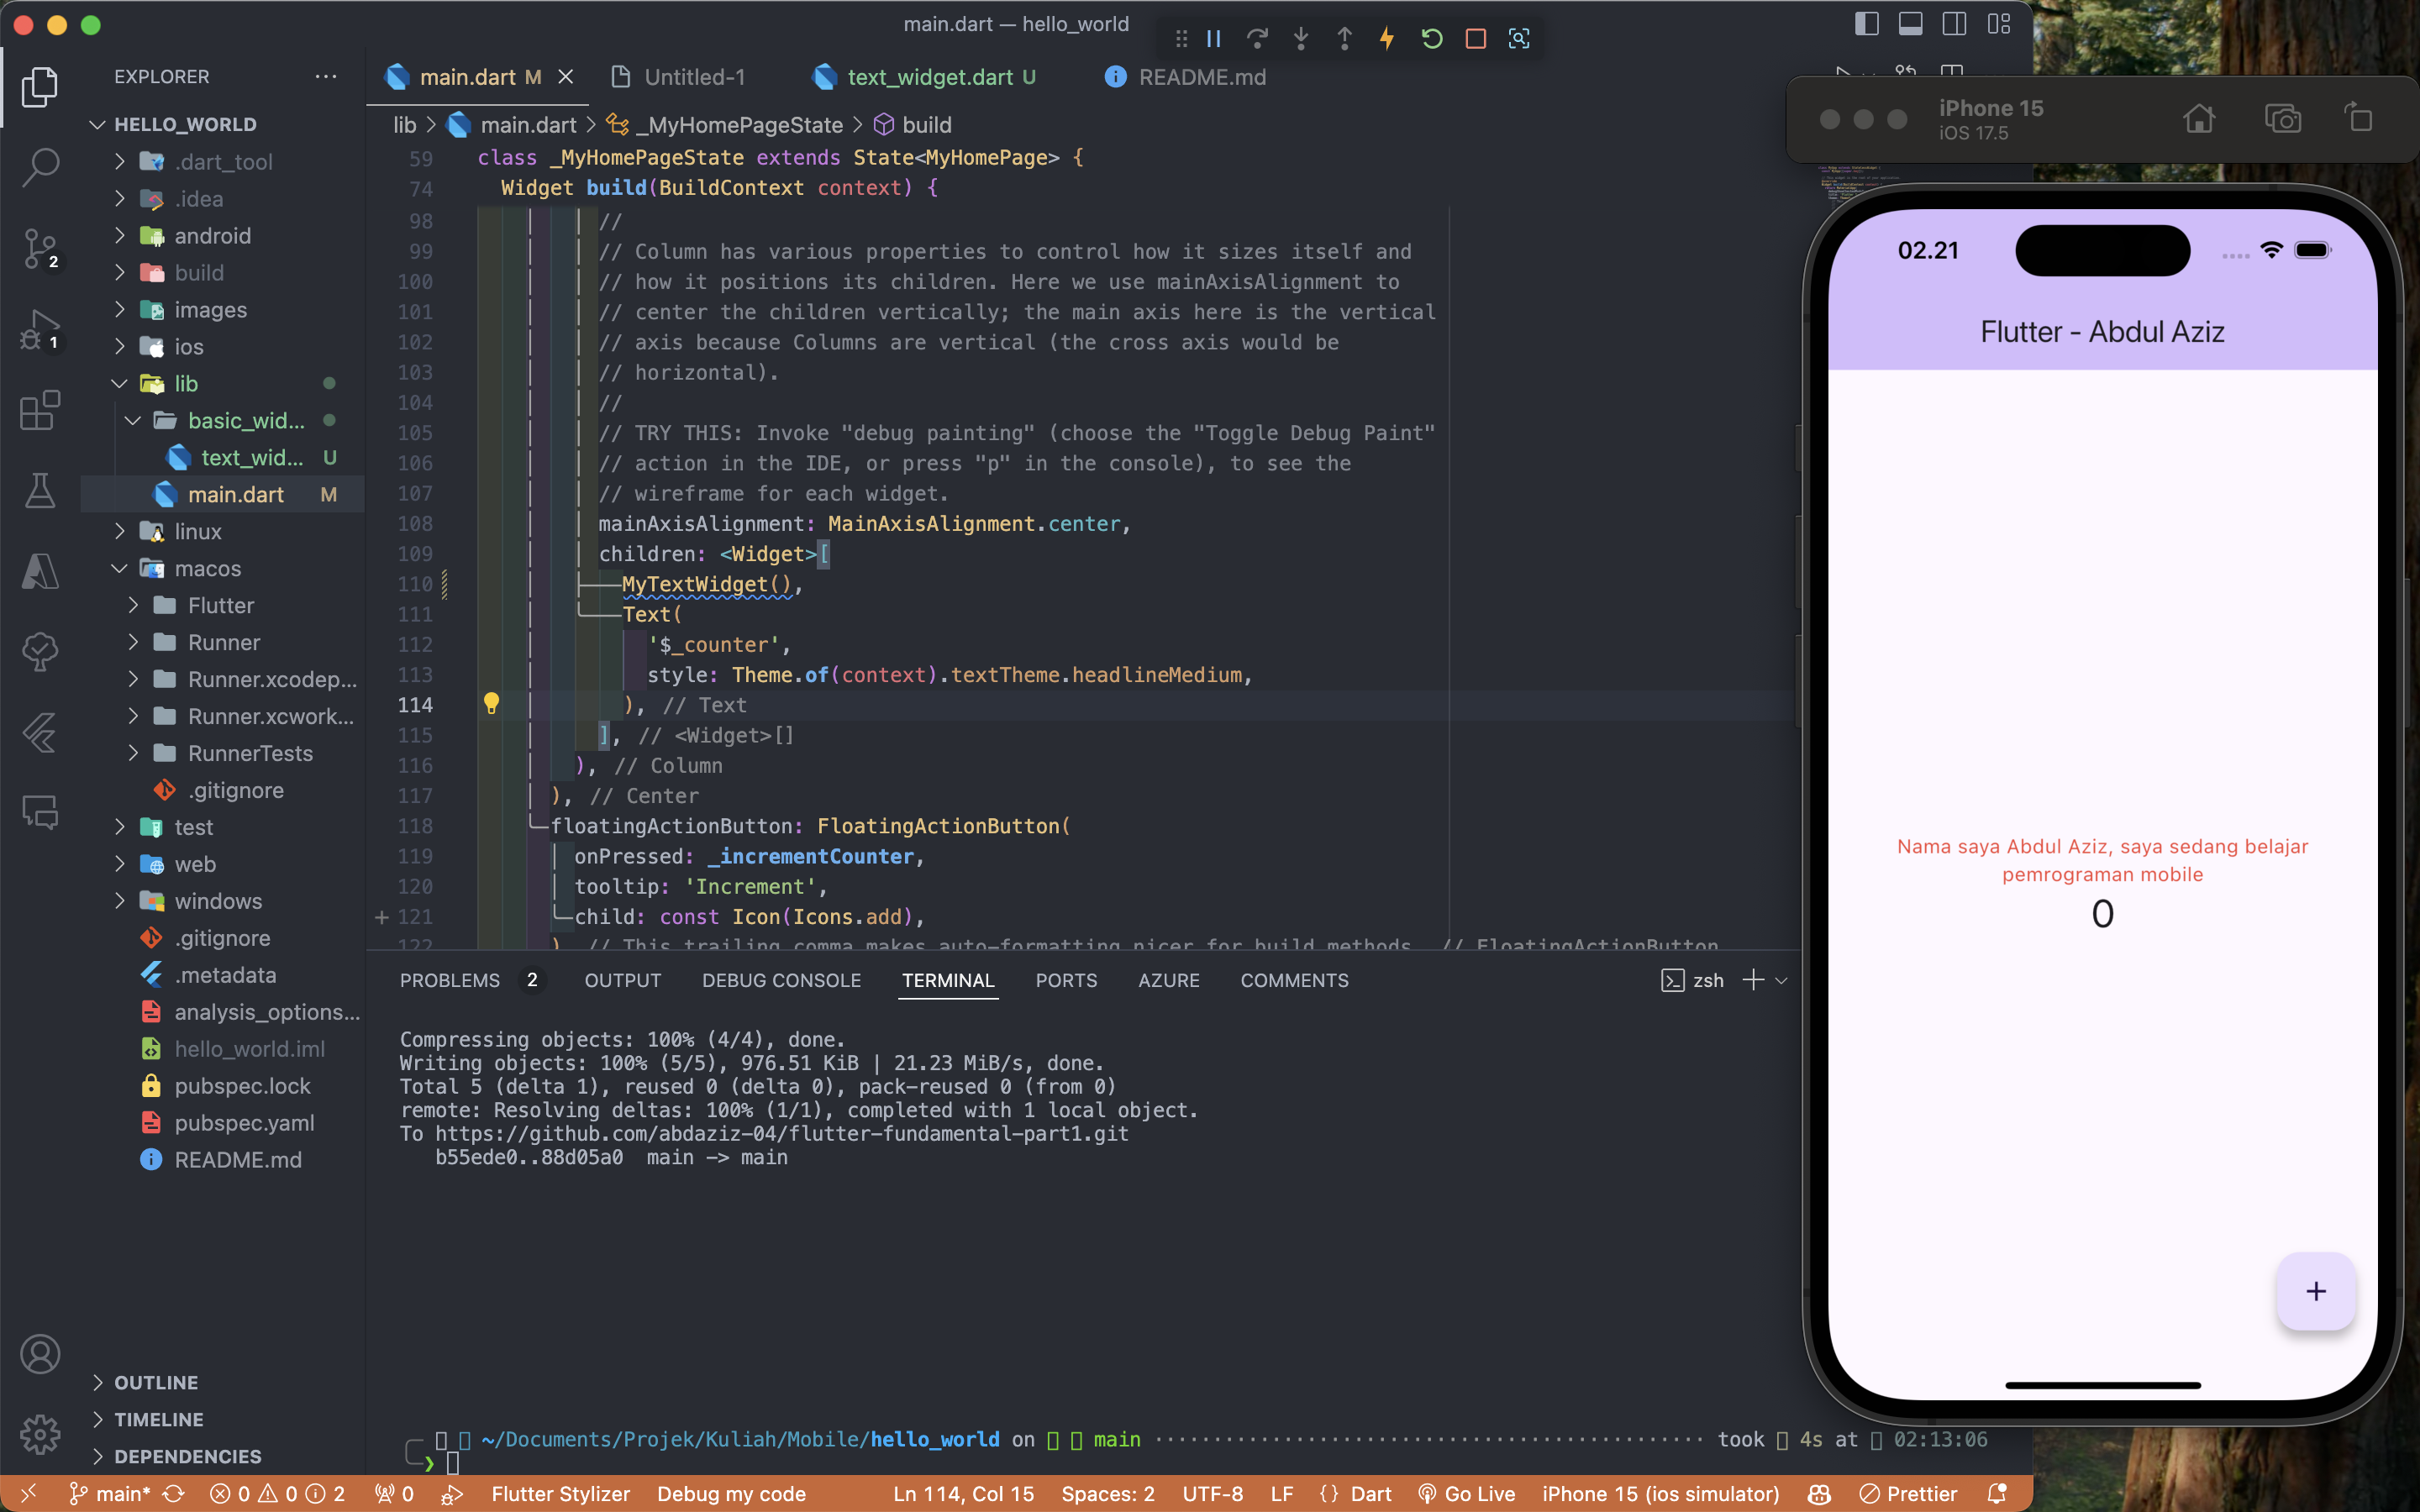 main.dart — hello_world
EXPLORER
HELLO_WORLD
.dart_tool
.idea
android
build
images
ios
lib
basic_wid...
text_wid... U
main.dart M
linux
macos
Flutter
Runner
Runner.xcodep...
Runner.xcwork...
RunnerTests
.gitignore
test
web
windows
.gitignore
.metadata
analysis_options...
hello_world.iml
pubspec.lock
pubspec.yaml
README.md
OUTLINE
TIMELINE
DEPENDENCIES
2
1
main.dart M
Untitled-1
text_widget.dart U
README.md
lib > main.dart > _MyHomePageState > build
59 class _MyHomePageState extends State<MyHomePage> {
74 Widget build(BuildContext context) {
98 //
99 // Column has various properties to control how it sizes itself and
100 // how it positions its children. Here we use mainAxisAlignment to
101 // center the children vertically; the main axis here is the vertical
102 // axis because Columns are vertical (the cross axis would be
103 // horizontal).
104 //
105 // TRY THIS: Invoke "debug painting" (choose the "Toggle Debug Paint"
106 // action in the IDE, or press "p" in the console), to see the
107 // wireframe for each widget.
108 mainAxisAlignment: MainAxisAlignment.center,
109 children: <Widget>[
110 MyTextWidget(),
111 Text(
112 '$_counter',
113 style: Theme.of(context).textTheme.headlineMedium,
114 ), // Text
115 ], // <Widget>[]
116 ), // Column
117 ), // Center
118 floatingActionButton: FloatingActionButton(
119 onPressed: _incrementCounter,
120 tooltip: 'Increment',
121 child: const Icon(Icons.add),
122 ), // This trailing comma makes auto-formatting nicer for build methods. // FloatingActionButton
PROBLEMS 2 OUTPUT DEBUG CONSOLE TERMINAL PORTS AZURE COMMENTS
zsh
Compressing objects: 100% (4/4), done.
Writing objects: 100% (5/5), 976.51 KiB | 21.23 MiB/s, done.
Total 5 (delta 1), reused 0 (delta 0), pack-reused 0 (from 0)
remote: Resolving deltas: 100% (1/1), completed with 1 local object.
To https://github.com/abdaziz-04/flutter-fundamental-part1.git
b55ede0..88d05a0 main -> main
~/Documents/Projek/Kuliah/Mobile/hello_world on main took 4s at 02:13:06
main* 0 0 2 0 Flutter Stylizer Debug my code Ln 114, Col 15 Spaces: 2 UTF-8 LF {} Dart Go Live iPhone 15 (ios simulator) Prettier
iPhone 15
iOS 17.5
02.21
Flutter - Abdul Aziz
Nama saya Abdul Aziz, saya sedang belajar
pemrograman mobile
0
+